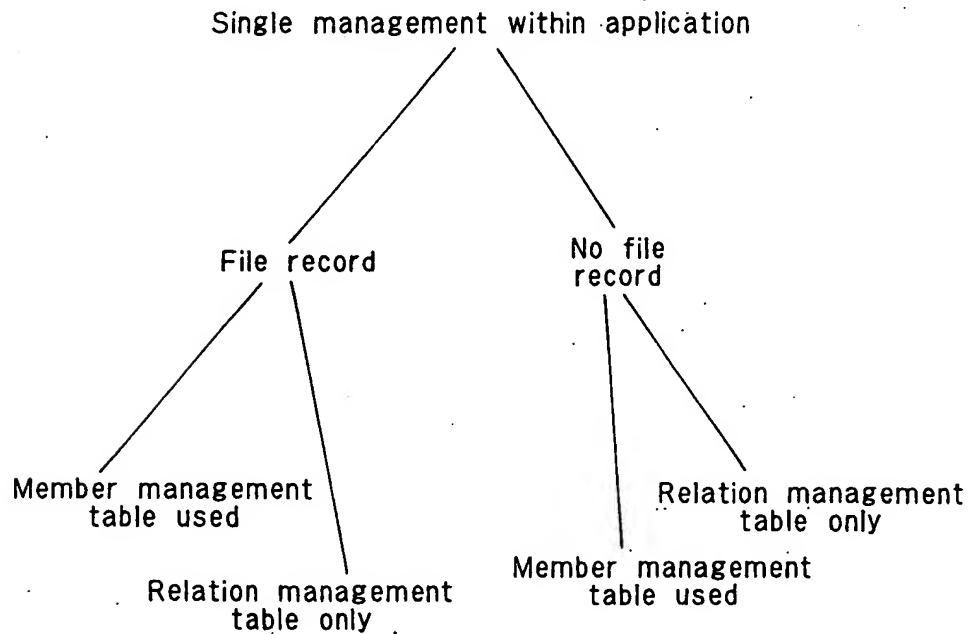 Single management within application
File record
No file
record
Member management
table used
Relation management
table only
Member management
table used
Relation management
table only